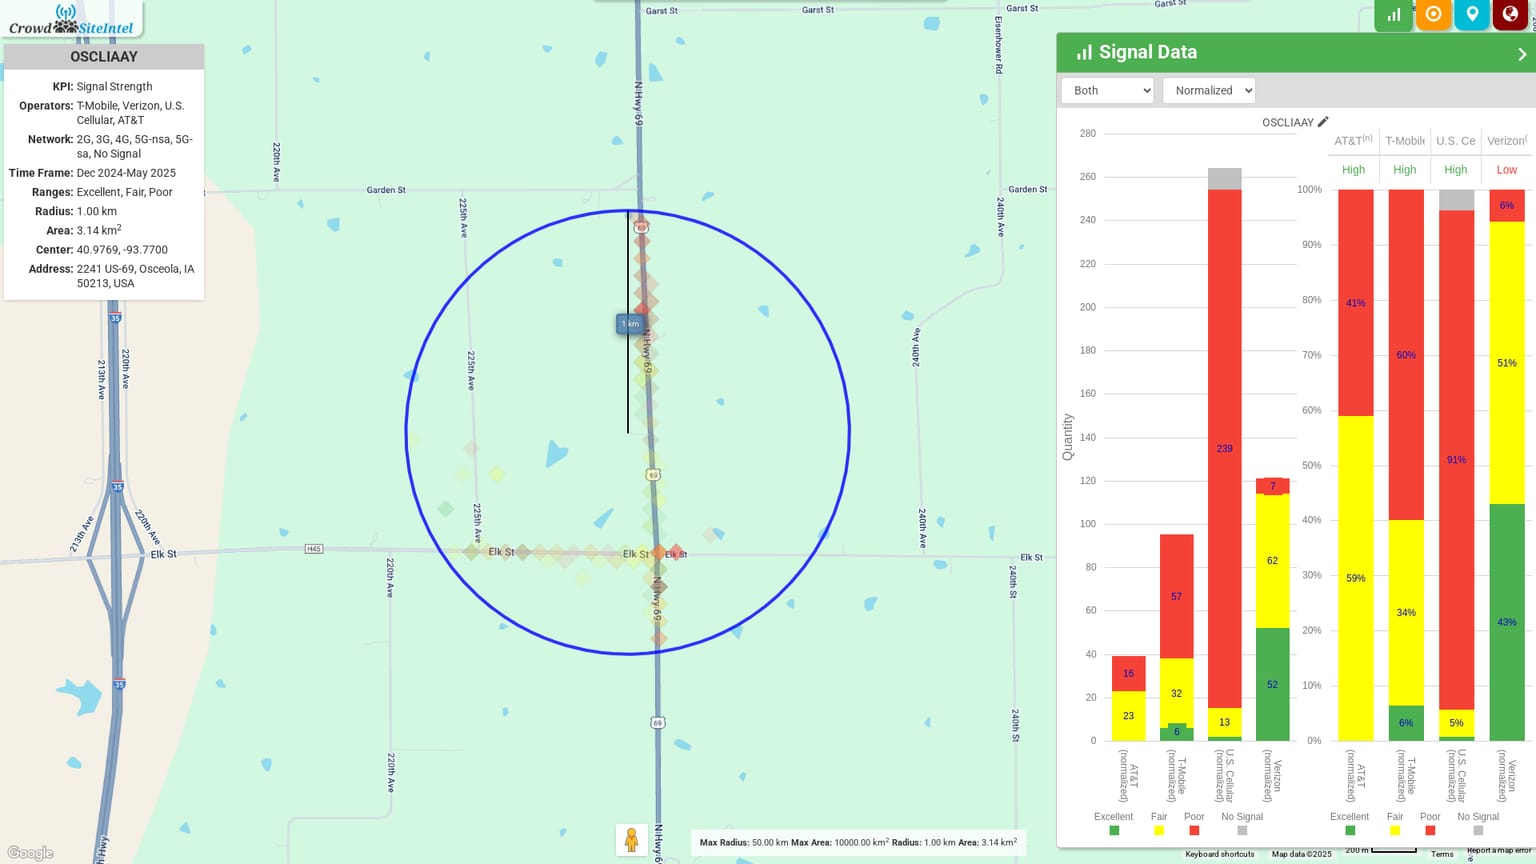 Crowd SiteIntel
OSCLIAAY
KPI: Signal Strength
Operators: T-Mobile, Verizon, U.S.
Cellular, AT&T
Network: 2G, 3G, 4G, 5G-nsa, 5G-
sa, No Signal
Time Frame: Dec 2024-May 2025
Ranges: Excellent, Fair, Poor
Radius: 1.00 km
Area: 3.14 km²
Center: 40.9769, -93.7700
Address: 2241 US-69, Osceola, IA
50213, USA
Garst St
Garst St
Garst St
Garst St
Eisenhower Rd
N Hwy 69
220th Ave
Garden St
Garden St
225th Ave
240th Ave
69
1 km
35
213th Ave
220th Ave
225th Ave
N Hwy 69
240th Ave
69
35
213th Ave
220th Ave
225th Ave
240th Ave
Elk St
H45
Elk St
Elk St
Elk St
Elk St
220th Ave
N Hwy 69
240th St
35
69
240th St
220th Ave
N Hwy 69
Google
Max Radius: 50.00 km Max Area: 10000.00 km² Radius: 1.00 km Area: 3.14 km²
Signal Data
Both
Normalized
OSCLIAAY
AT&T(n)
T-Mobile
U.S. Ce
Verizon(
High
High
High
Low
Quantity
280
260
240
220
200
180
160
140
120
100
80
60
40
20
0
16
23
57
32
6
239
13
7
62
52
AT&T
(normalized)
T-Mobile
(normalized)
U.S. Cellular
(normalized)
Verizon
(normalized)
Excellent
Fair
Poor
No Signal
100%
90%
80%
70%
60%
50%
40%
30%
20%
10%
0%
41%
59%
60%
34%
6%
91%
5%
6%
51%
43%
AT&T
(normalized)
T-Mobile
(normalized)
U.S. Cellular
(normalized)
Verizon
(normalized)
Excellent
Fair
Poor
No Signal
Keyboard shortcuts
Map data ©2025
200 m
Terms
Report a map error